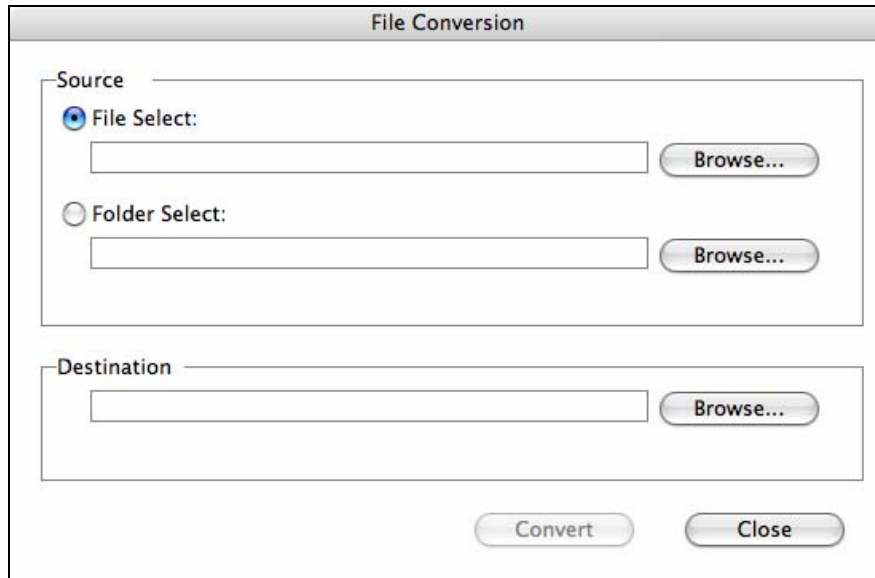 File Conversion
Source
File Select:
Browse...
Folder Select:
Browse...
Destination
Browse...
Convert
Close